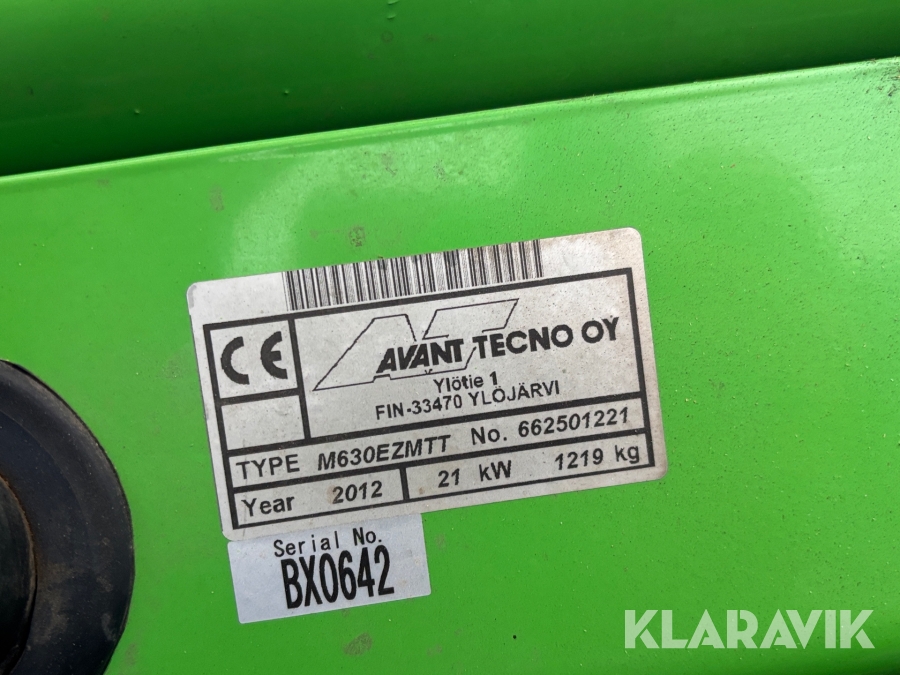 CE
AT AVANT TECNO OY
Ylötie 1
FIN-33470 YLÖJÄRVI
TYPE M630EZMTT No. 662501221
Year 2012 21 kW 1219 kg
Serial No.
BX0642
KLARAVIK